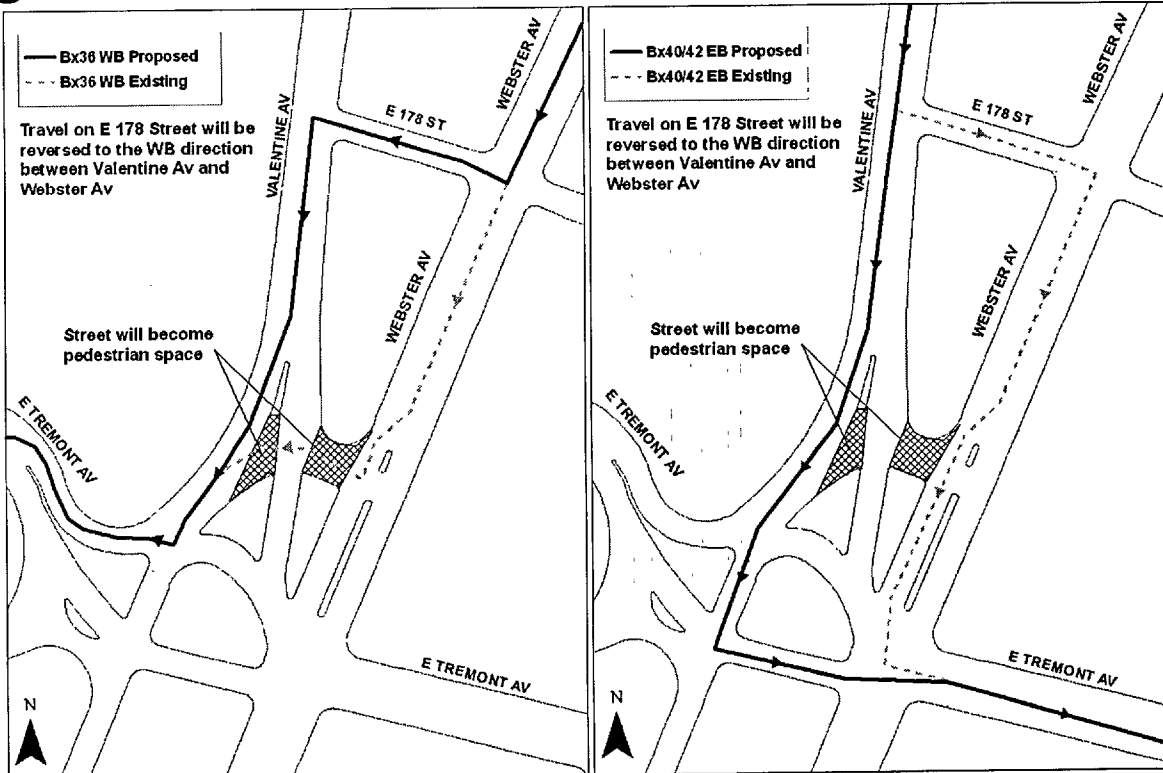 Bx36 WB Proposed
Bx36 WB Existing
Travel on E 178 Street will be
reversed to the WB direction
between Valentine Av and
Webster Av
VALENTINE AV
E 178 ST
WEBSTER AV
WEBSTER AV
Street will become
pedestrian space
E TREMONT AV
E TREMONT AV
N
Bx40/42 EB Proposed
Bx40/42 EB Existing
Travel on E 178 Street will be
reversed to the WB direction
between Valentine Av and
Webster Av
VALENTINE AV
E 178 ST
WEBSTER AV
WEBSTER AV
Street will become
pedestrian space
E TREMONT AV
E TREMONT AV
N